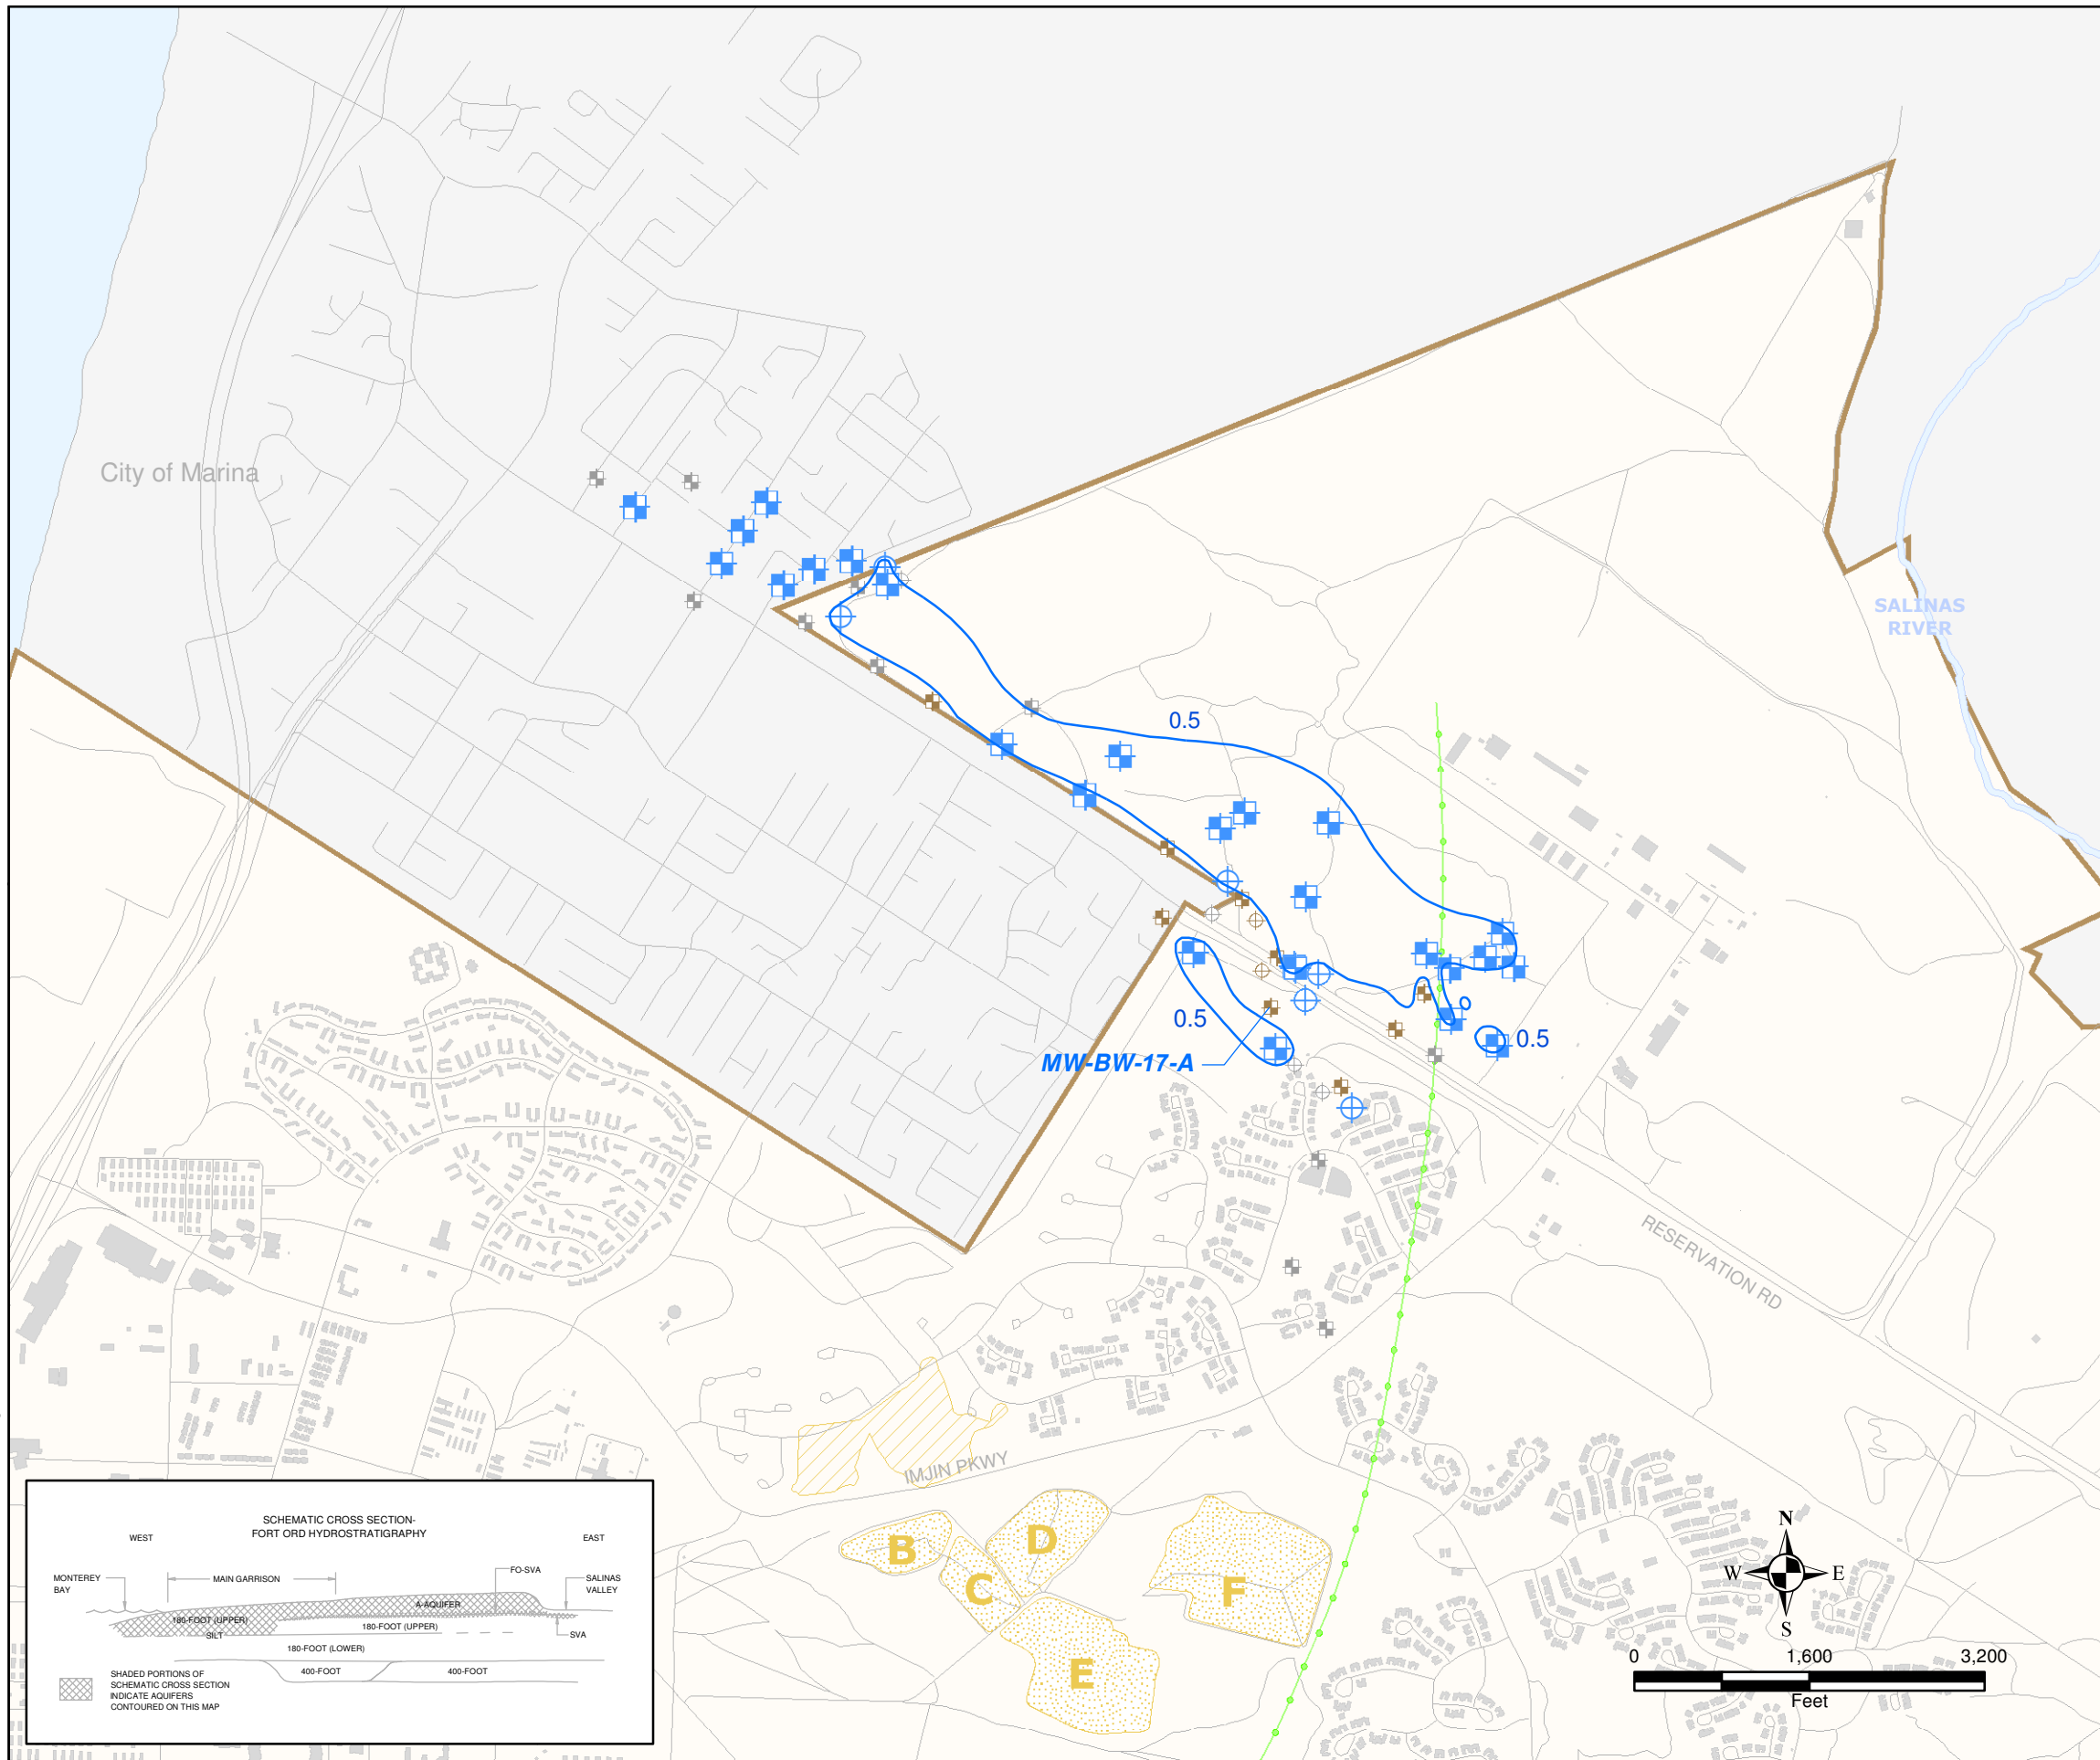 City of Marina
SALINAS
RIVER
0.5
0.5
0.5
MW-BW-17-A
RESERVATION RD
IMJIN PKWY
B
C
D
E
F
N
W
E
S
0
1,600
3,200
Feet
SCHEMATIC CROSS SECTION-
FORT ORD HYDROSTRATIGRAPHY
WEST
EAST
MONTEREY
BAY
MAIN GARRISON
FO-SVA
SALINAS
VALLEY
A-AQUIFER
180-FOOT (UPPER)
180-FOOT (UPPER)
SILT
SVA
180-FOOT (LOWER)
400-FOOT
400-FOOT
SHADED PORTIONS OF
SCHEMATIC CROSS SECTION
INDICATE AQUIFERS
CONTOURED ON THIS MAP